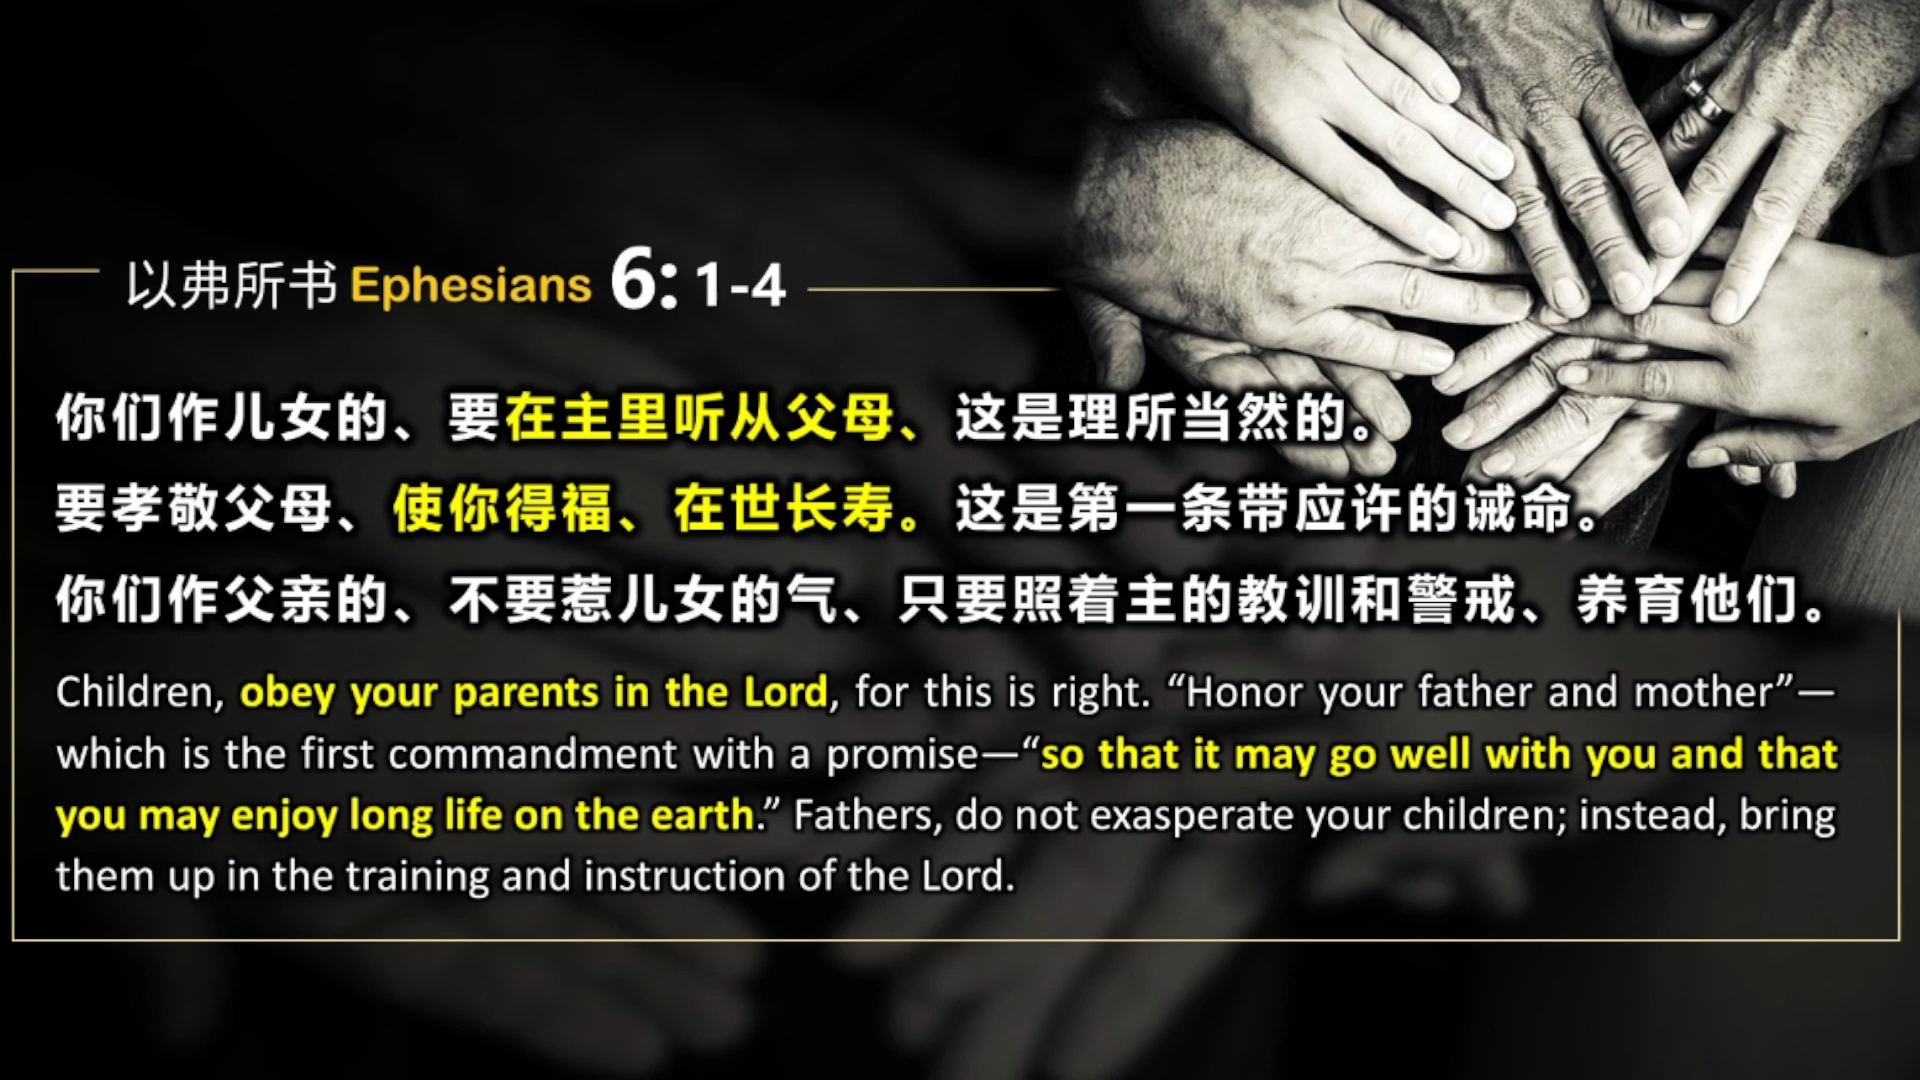 以弗所书 Ephesians 6: 1-4
你们作儿女的、要在主里听从父母、这是理所当然的。
要孝敬父母、使你得福、在世长寿。这是第一条带应许的诫命。
你们作父亲的、不要惹儿女的气、只要照着主的教训和警戒、养育他们。
Children, obey your parents in the Lord, for this is right. “Honor your father and mother”—
which is the first commandment with a promise—“so that it may go well with you and that
you may enjoy long life on the earth.” Fathers, do not exasperate your children; instead, bring
them up in the training and instruction of the Lord.